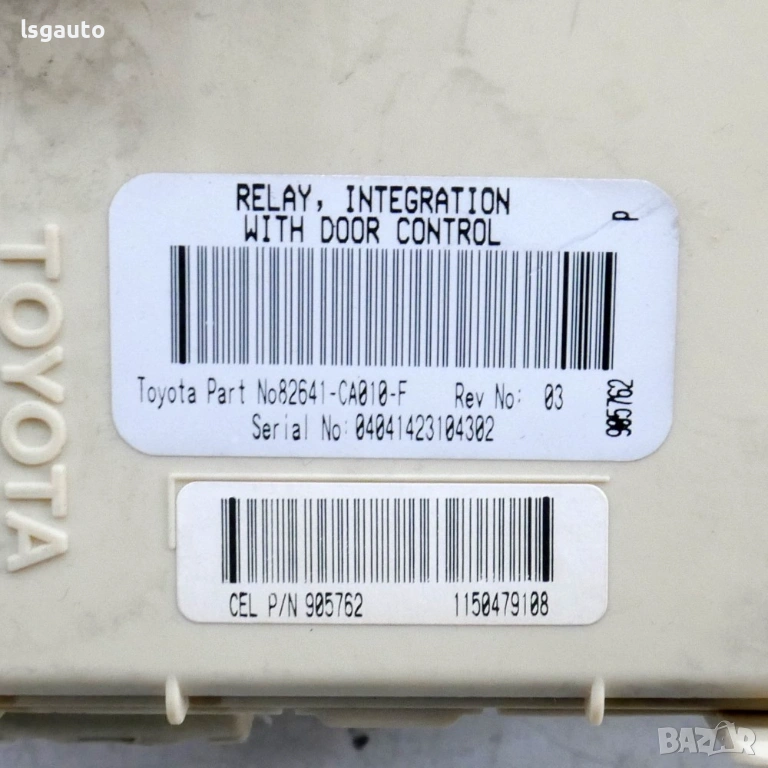 lsgauto
RELAY, INTEGRATION
WITH DOOR CONTROL
P
Toyota Part No82641-CA010-F Rev No: 03
905762
Serial No: 04041423104302
TOYOTA
CEL P/N 905762 1150479108
BAZAR